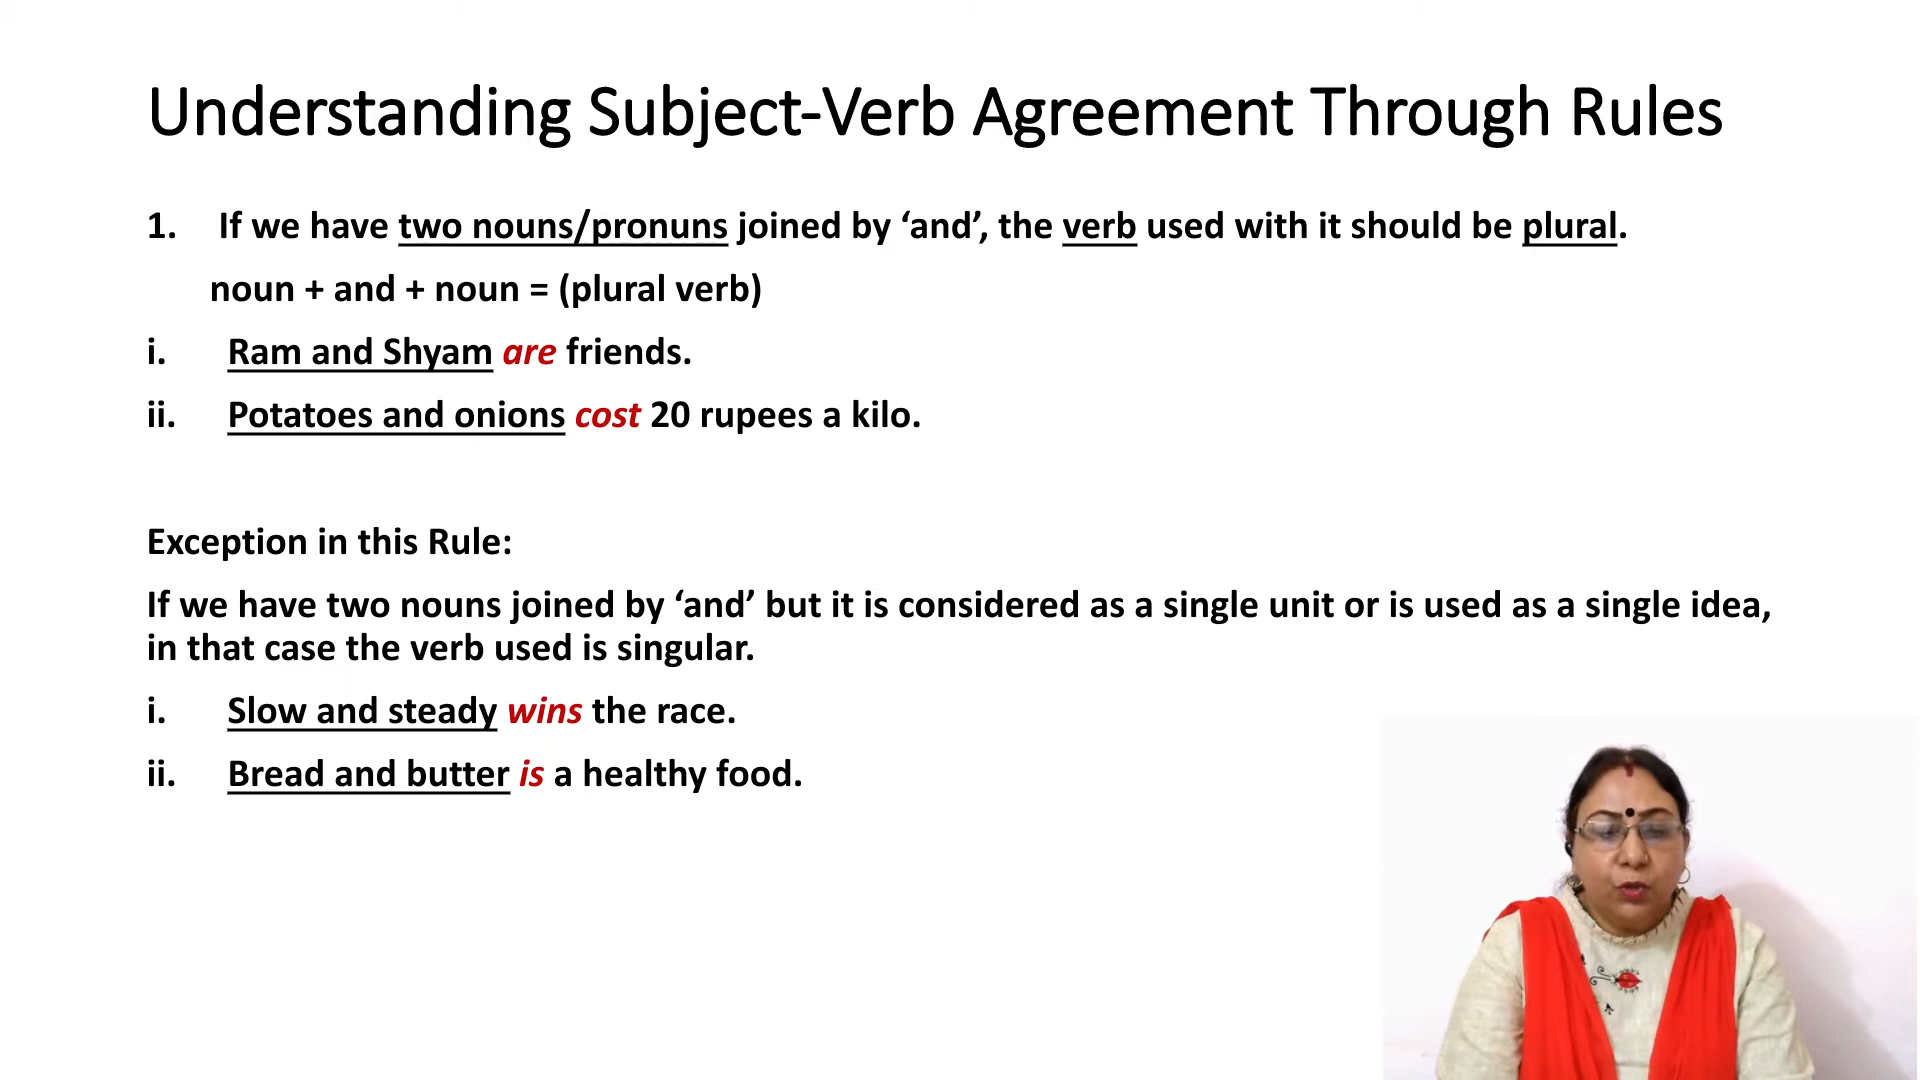 Understanding Subject-Verb Agreement Through Rules
1. If we have two nouns/pronuns joined by ‘and’, the verb used with it should be plural.
noun + and + noun = (plural verb)
i. Ram and Shyam are friends.
ii. Potatoes and onions cost 20 rupees a kilo.
Exception in this Rule:
If we have two nouns joined by ‘and’ but it is considered as a single unit or is used as a single idea,
in that case the verb used is singular.
i. Slow and steady wins the race.
ii. Bread and butter is a healthy food.